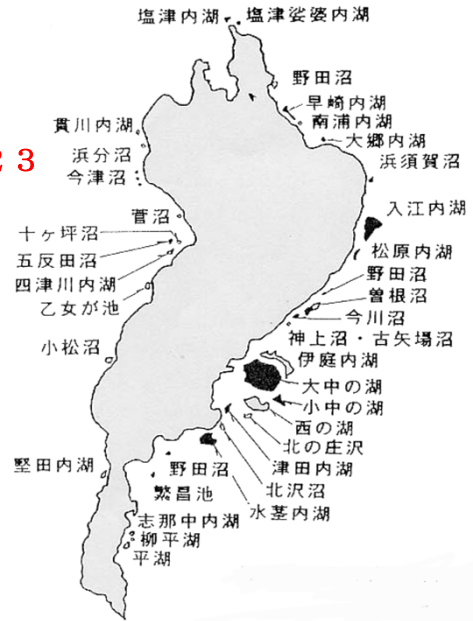 塩津内湖
塩津娑婆内湖
野田沼
早崎内湖
南浦内湖
大郷内湖
浜須賀沼
入江内湖
松原内湖
野田沼
曽根沼
今川沼
神上沼・古矢場沼
伊庭内湖
大中の湖
小中の湖
西の湖
北の庄沢
津田内湖
北沢沼
水茎内湖
野田沼
繁昌池
志那中内湖
柳平湖
平湖
堅田内湖
小松沼
乙女が池
四津川内湖
五反田沼
十ヶ坪沼
菅沼
今津沼
浜分沼
貫川内湖
23